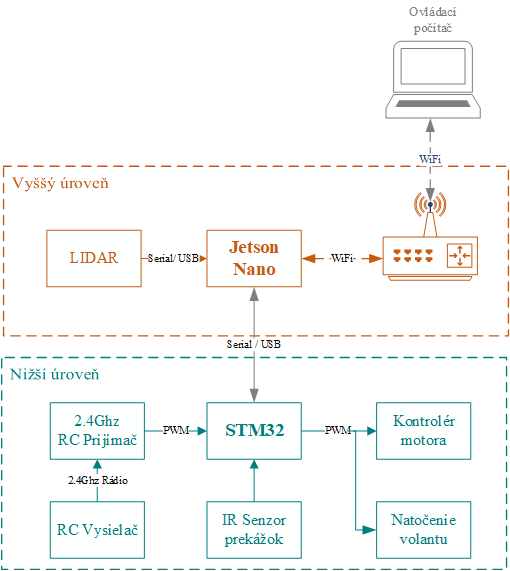 Ovládací
počítač
WiFi
Vyššý úroveň
LIDAR
Serial/ USB
Jetson
Nano
WiFi
Serial / USB
Nižší úroveň
2.4Ghz
RC Prijímač
PWM
STM32
PWM
Kontrolér
motora
2.4Ghz Rádio
RC Vysielač
IR Senzor
prekážok
Natočenie
volantu